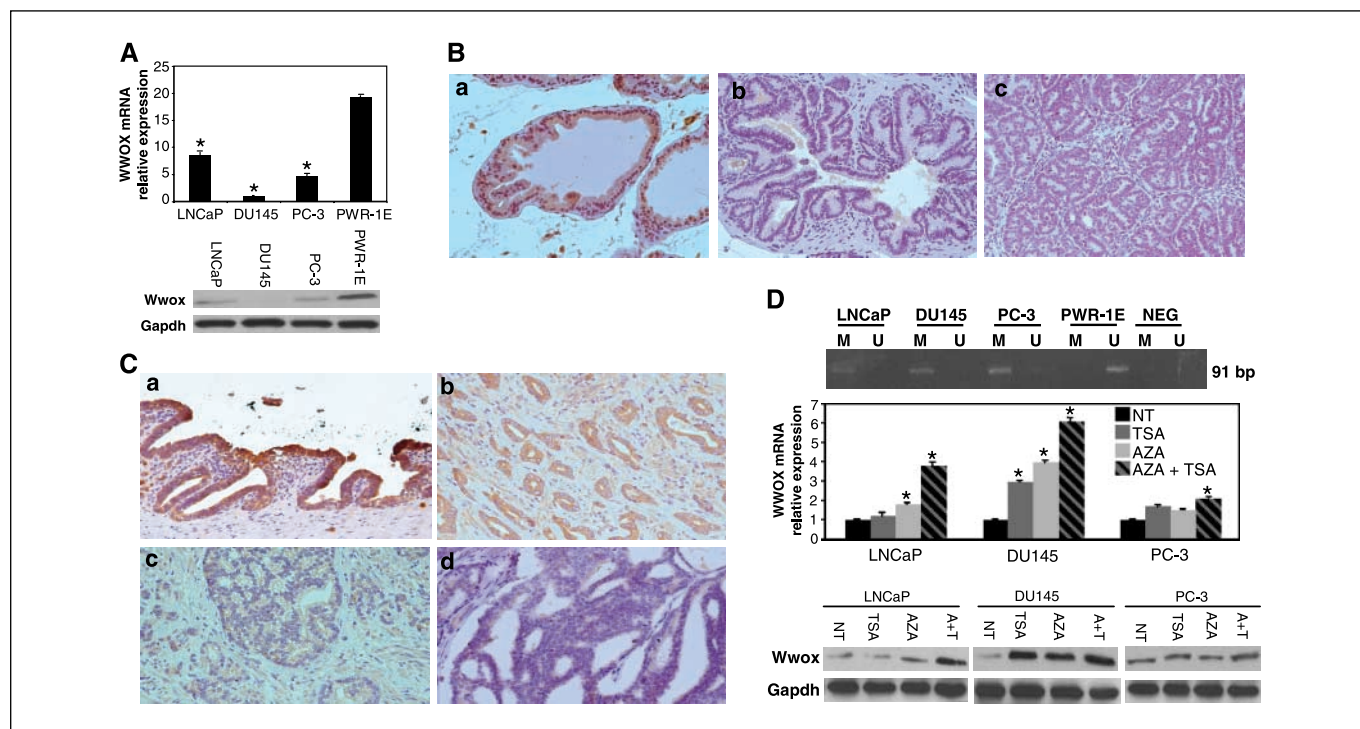 A
WWOX mRNA
relative expression
25
20
15
10
5
0
*
*
*
LNCaP DU145 PC-3 PWR-1E
LNCaP DU145 PC-3 PWR-1E
Wwox
Gapdh
B
a
b
c
C
a
b
c
d
D
LNCaP DU145 PC-3 PWR-1E NEG
M U M U M U M U M U
91 bp
WWOX mRNA
relative expression
7
6
5
4
3
2
1
0
* * * * * * *
NT
TSA
AZA
AZA + TSA
LNCaP DU145 PC-3
LNCaP DU145 PC-3
NT TSA AZA A+T NT TSA AZA A+T NT TSA AZA A+T
Wwox
Gapdh